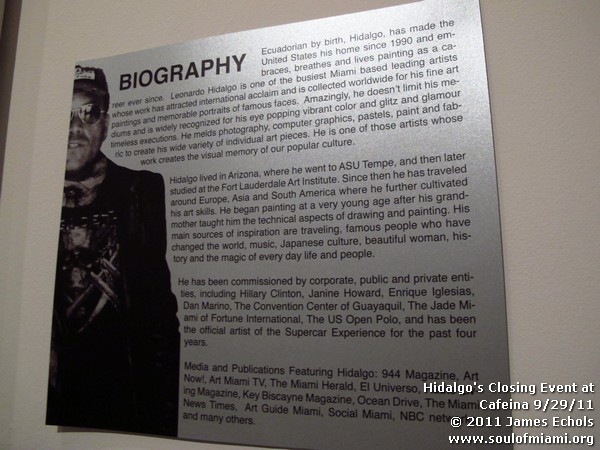 BIOGRAPHY
Ecuadorian by birth, Hidalgo, has made the
United States his home since 1990 and em-
braces, breathes and lives painting as a ca-
reer ever since. Leonardo Hidalgo is one of the busiest Miami based leading artists
whose work has attracted international acclaim and is collected worldwide for his fine art
paintings and memorable portraits of famous faces. Amazingly, he doesn't limit his me-
diums and is widely recognized for his eye popping vibrant color and glitz and glamour
timeless executions. He melds photography, computer graphics, pastels, paint and fab-
ric to create his wide variety of individual art pieces. He is one of those artists whose
work creates the visual memory of our popular culture.
Hidalgo lived in Arizona, where he went to ASU Tempe, and then later
studied at the Fort Lauderdale Art Institute. Since then he has traveled
around Europe, Asia and South America where he further cultivated
his art skills. He began painting at a very young age after his grand-
mother taught him the technical aspects of drawing and painting. His
main sources of inspiration are traveling, famous people who have
changed the world, music, Japanese culture, beautiful woman, his-
tory and the magic of every day life and people.
He has been commissioned by corporate, public and private enti-
ties, including Hillary Clinton, Janine Howard, Enrique Iglesias,
Dan Marino, The Convention Center of Guayaquil, The Jade Mi-
ami of Fortune International, The US Open Polo, and has been
the official artist of the Supercar Experience for the past four
years.
Media and Publications Featuring Hidalgo: 944 Magazine, Art
Now!, Art Miami TV, The Miami Herald, El Universo,
ing Magazine, Key Biscayne Magazine, Ocean Drive, The Miami
News Times, Art Guide Miami, Social Miami, NBC network
and many others.
Hidalgo's Closing Event at
Cafeina 9/29/11
© 2011 James Echols
www.soulofmiami.org